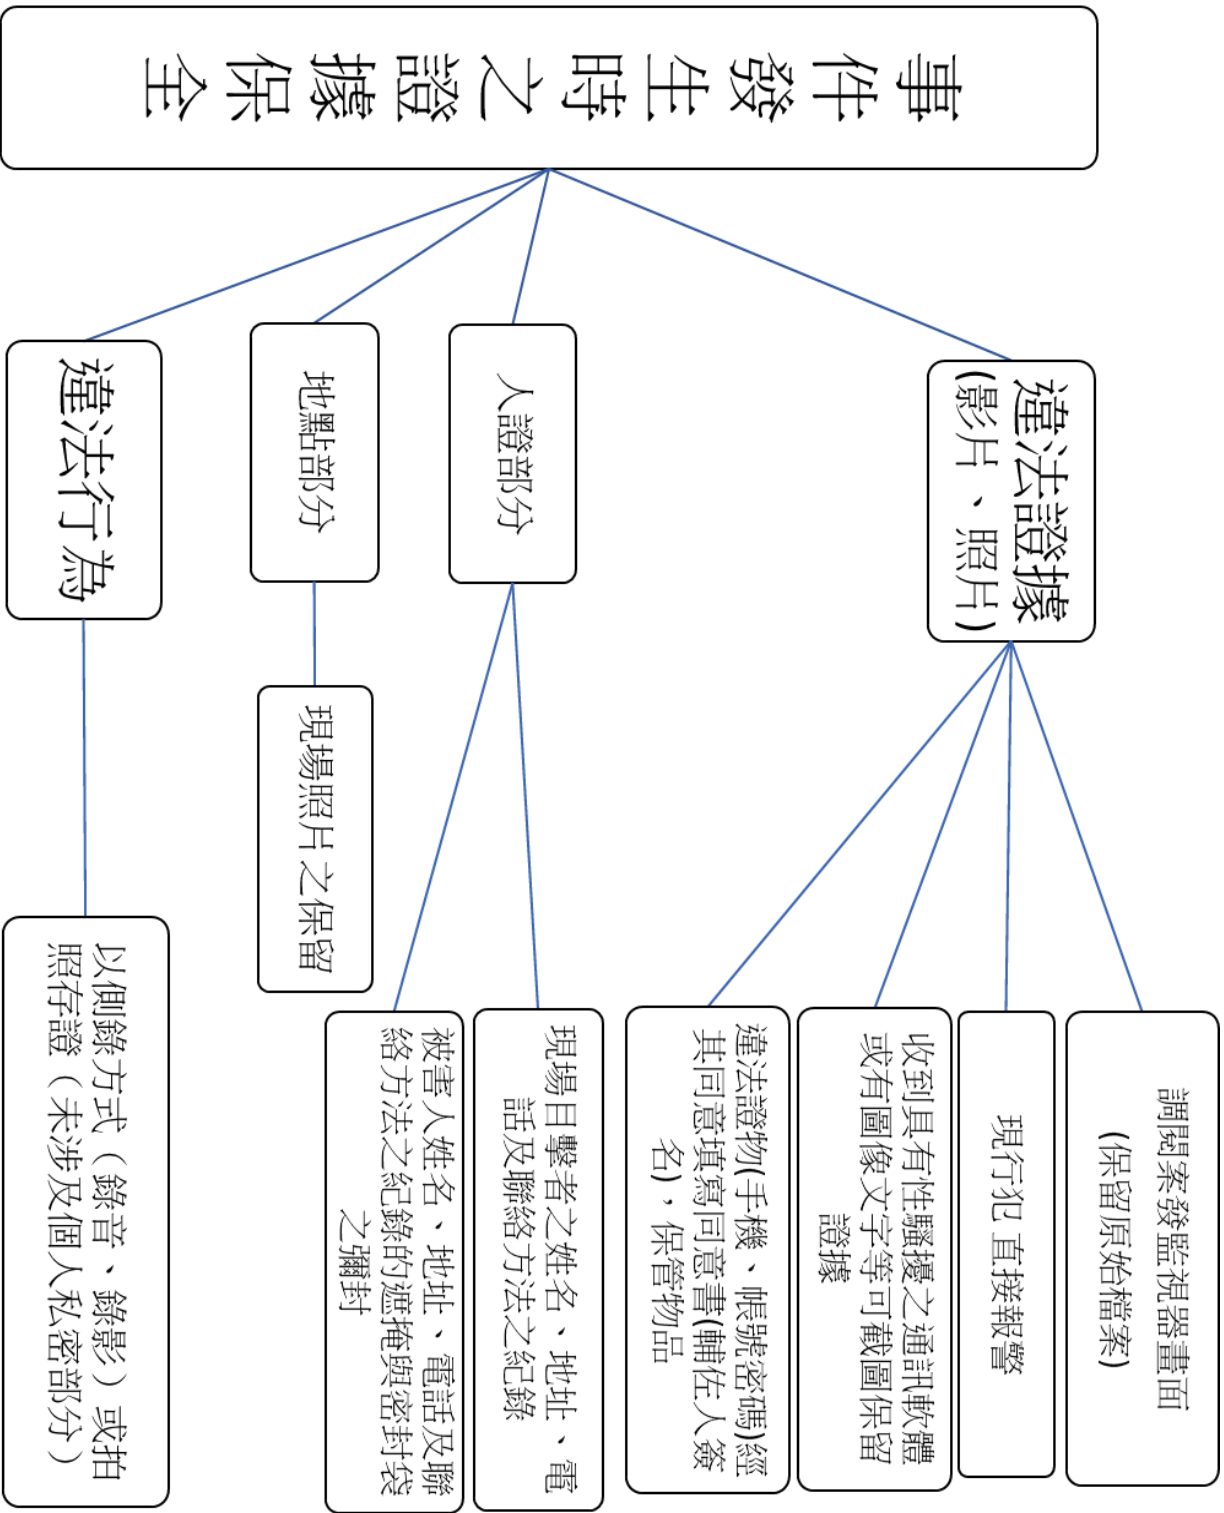 事件發生時之證據保全
違法證據
(影片、照片)
調閱案發監視器畫面
(保留原始檔案)
現行犯 直接報警
收到具有性騷擾之通訊軟體
或有圖像文字等可截圖保留
證據
違法證物(手機、帳號密碼)經
其同意填寫同意書(輔佐人簽
名)，保管物品
人證部分
現場目擊者之姓名、地址、電
話及聯絡方法之紀錄
被害人姓名、地址、電話及聯
絡方法之紀錄的遮掩與密封袋
之彌封
地點部分
現場照片之保留
違法行為
以側錄方式（錄音、錄影）或拍
照存證（未涉及個人私密部分）